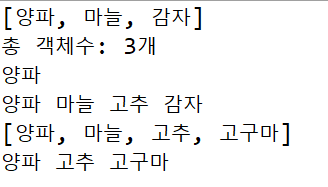 [양파, 마늘, 감자]
총 객체수: 3개
양파
양파 마늘 고추 감자
[양파, 마늘, 고추, 고구마]
양파 고추 고구마